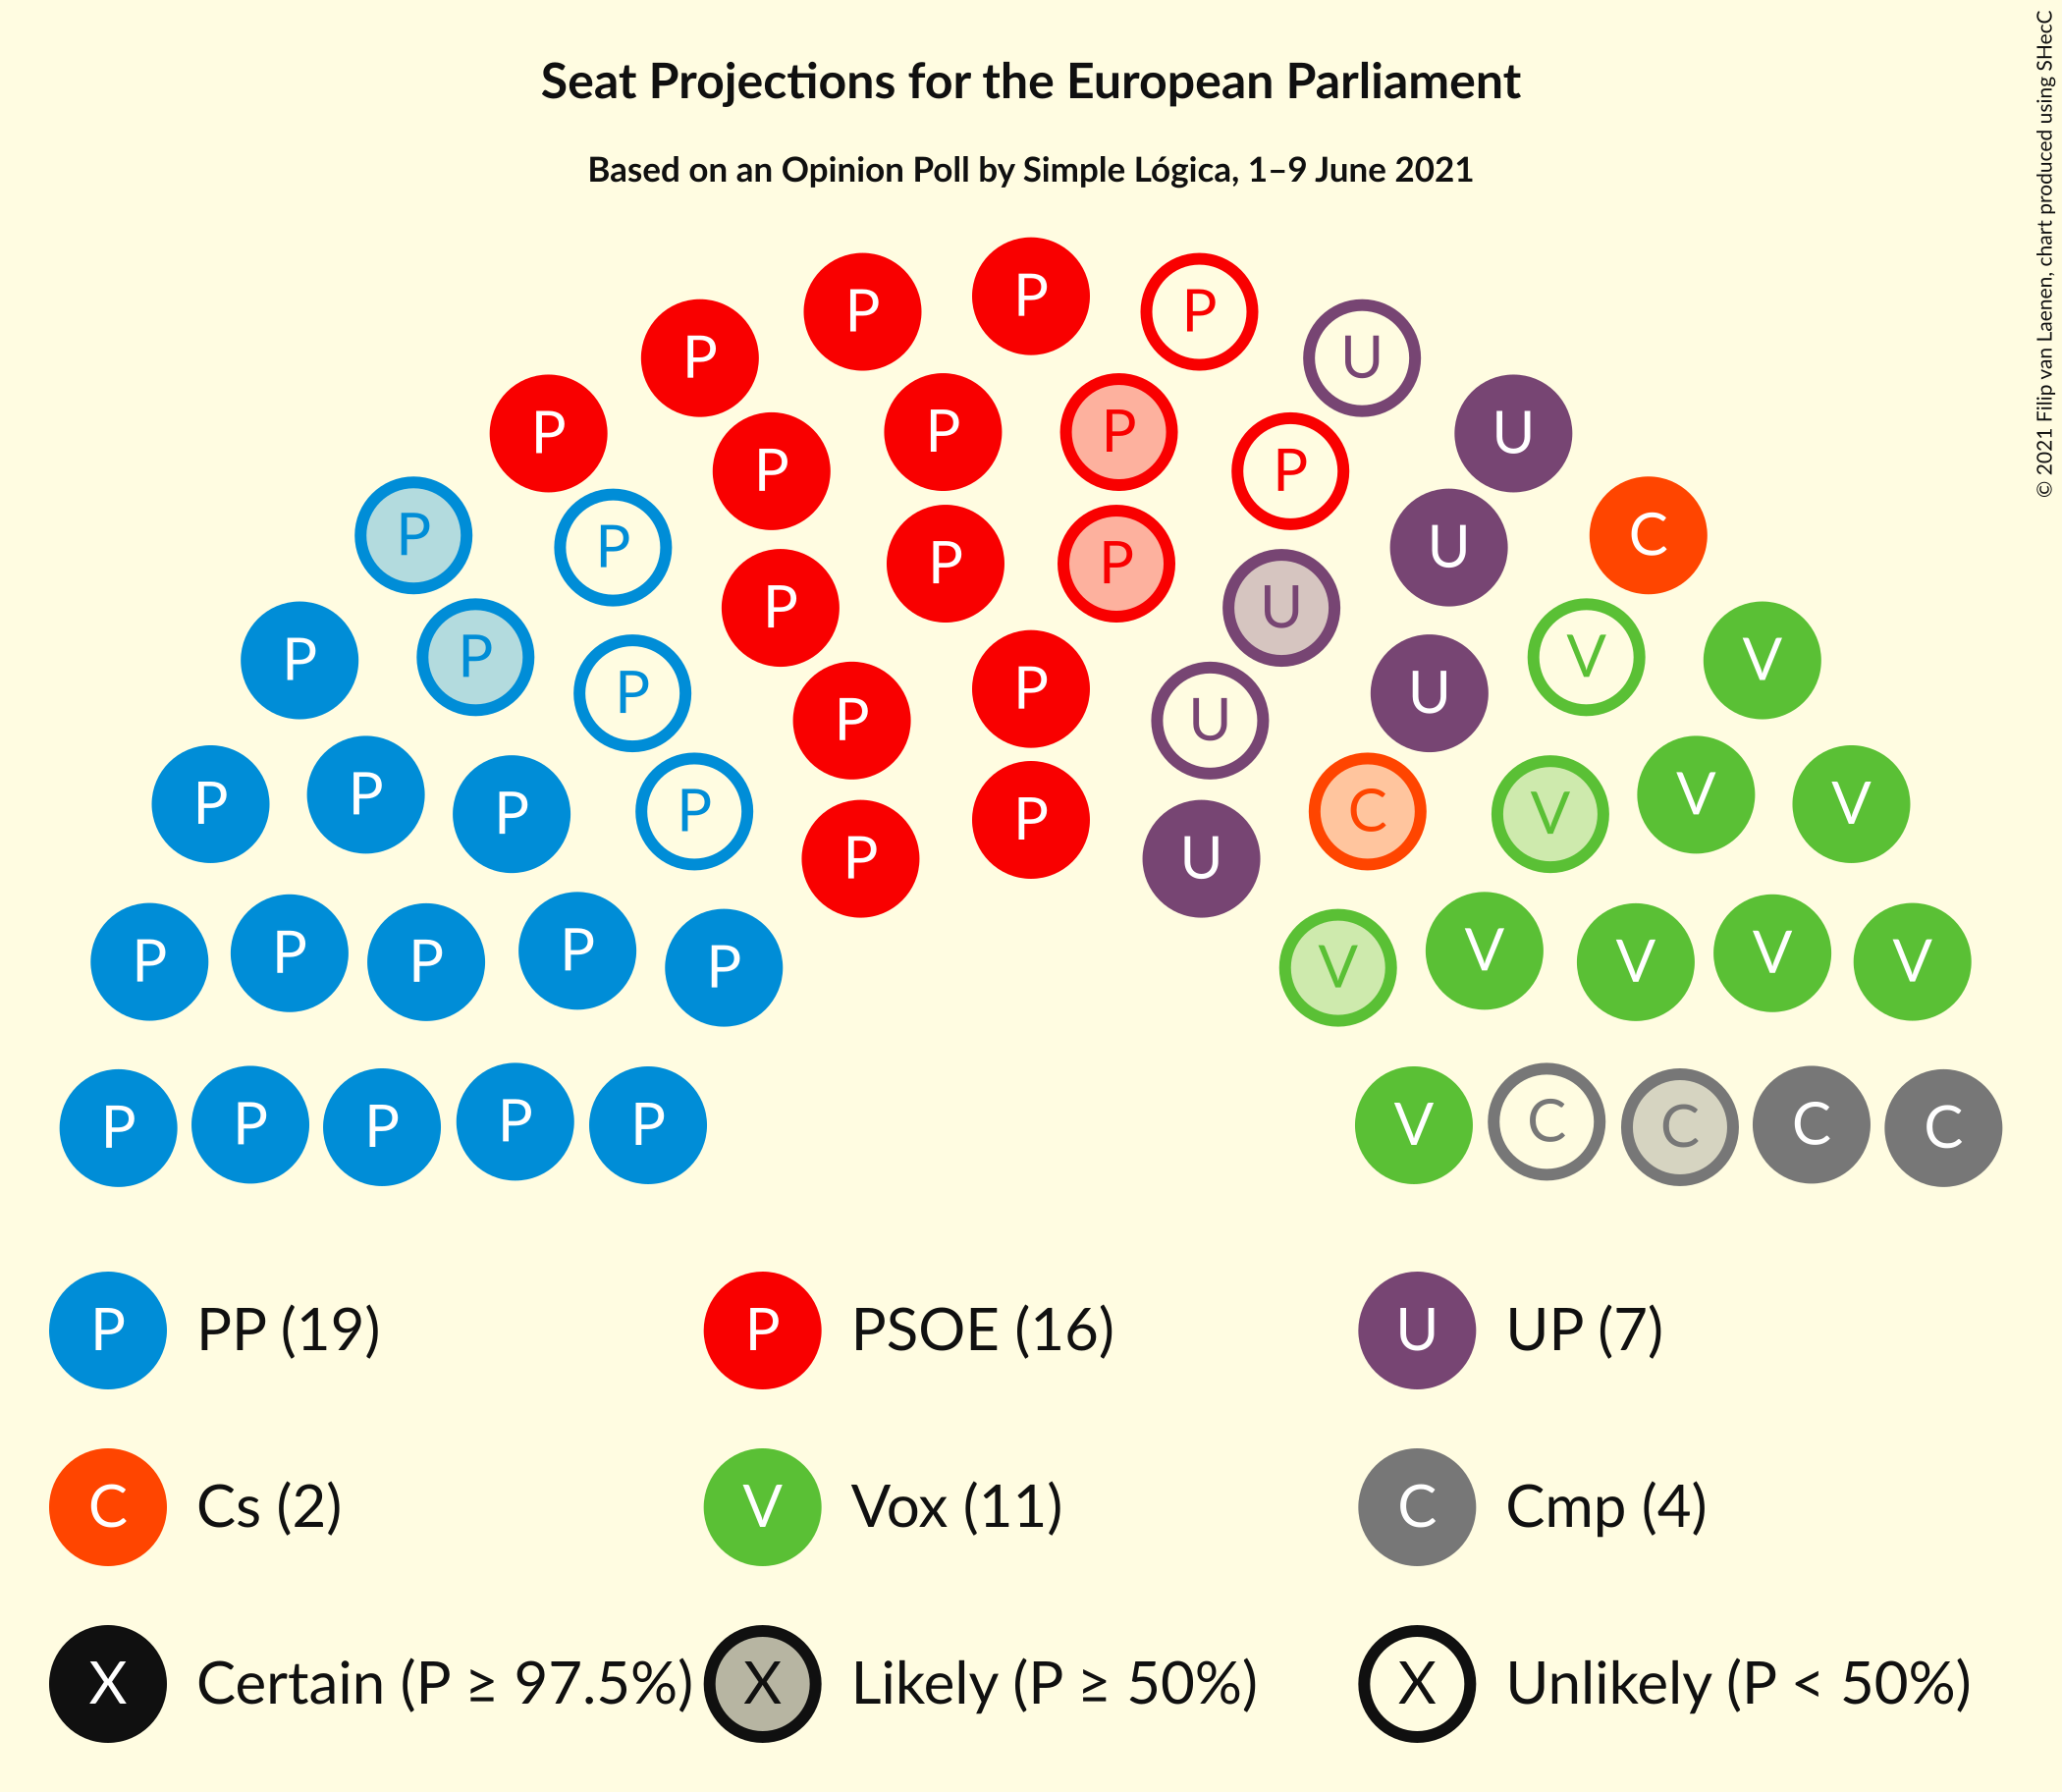 Seat Projections for the European Parliament
Based on an Opinion Poll by Simple Lógica, 1–9 June 2021
© 2021 Filip van Laenen, chart produced using SHecC
P
P P
P U
P U
P P
P P
P C
P P
U
P P
P U
P V
P V
P P
P U
P U
P P
P C
P P P V V V
P P U
P P P P P V V V V V
P P P P P V C C C C
P PP (19) P PSOE (16) U UP (7)
C Cs (2) V Vox (11) C Cmp (4)
X Certain (P ≥ 97.5%) X Likely (P ≥ 50%) X Unlikely (P < 50%)